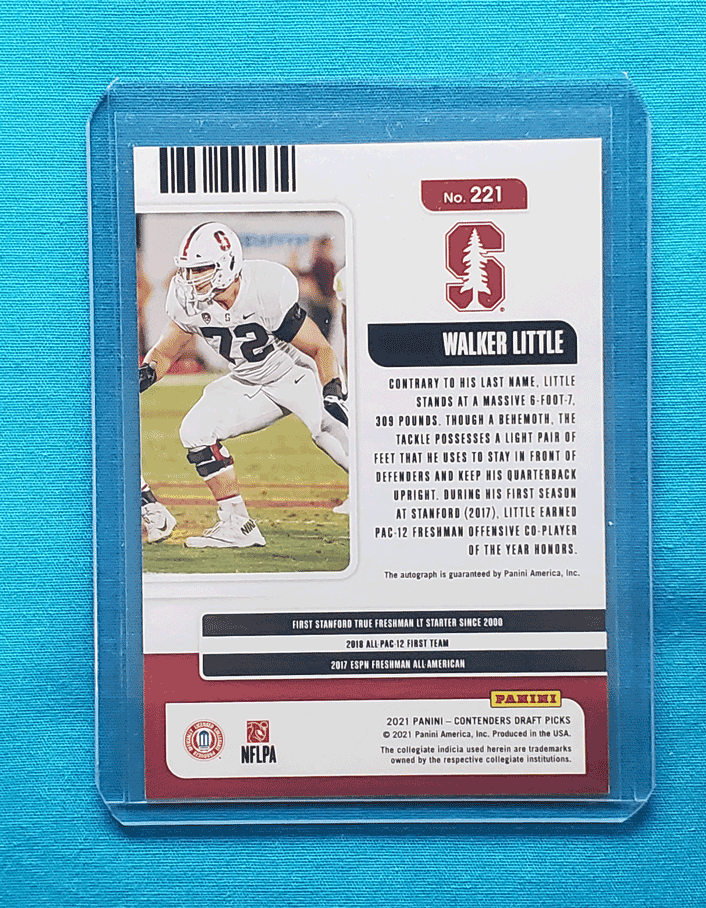 No. 221
S
WALKER LITTLE
S
72
CONTRARY TO HIS LAST NAME, LITTLE
STANDS AT A MASSIVE 6-FOOT-7,
309 POUNDS. THOUGH A BEHEMOTH, THE
TACKLE POSSESSES A LIGHT PAIR OF
FEET THAT HE USES TO STAY IN FRONT OF
DEFENDERS AND KEEP HIS QUARTERBACK
UPRIGHT. DURING HIS FIRST SEASON
AT STANFORD (2017), LITTLE EARNED
PAC-12 FRESHMAN OFFENSIVE CO-PLAYER
OF THE YEAR HONORS.
The autograph is guaranteed by Panini America, Inc.
FIRST STANFORD TRUE FRESHMAN LT STARTER SINCE 2000
2018 ALL-PAC-12 FIRST TEAM
2017 ESPN FRESHMAN ALL-AMERICAN
PANINI
NFLPA
2021 PANINI – CONTENDERS DRAFT PICKS
© 2021 Panini America, Inc. Produced in the USA.
The collegiate indicia used herein are trademarks
owned by the respective collegiate institutions.